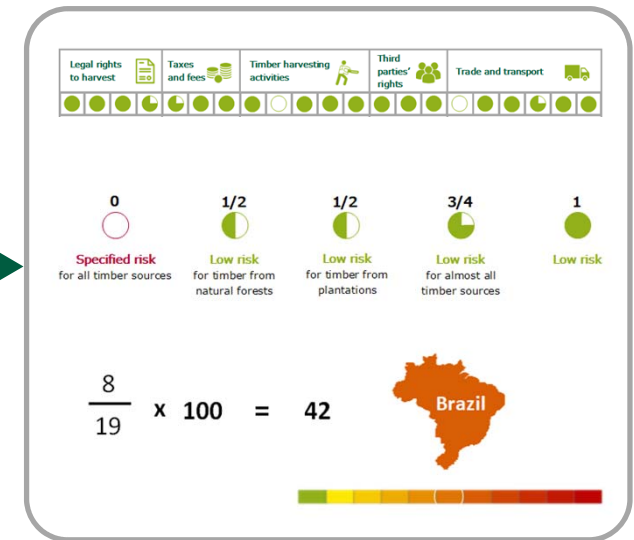 Legal rights
to harvest
Taxes
and fees
Timber harvesting
activities
Third
parties'
rights
Trade and transport
0
1/2
1/2
3/4
1
Specified risk
for all timber sources
Low risk
for timber from
natural forests
Low risk
for timber from
plantations
Low risk
for almost all
timber sources
Low risk
8
19
x 100 = 42
Brazil